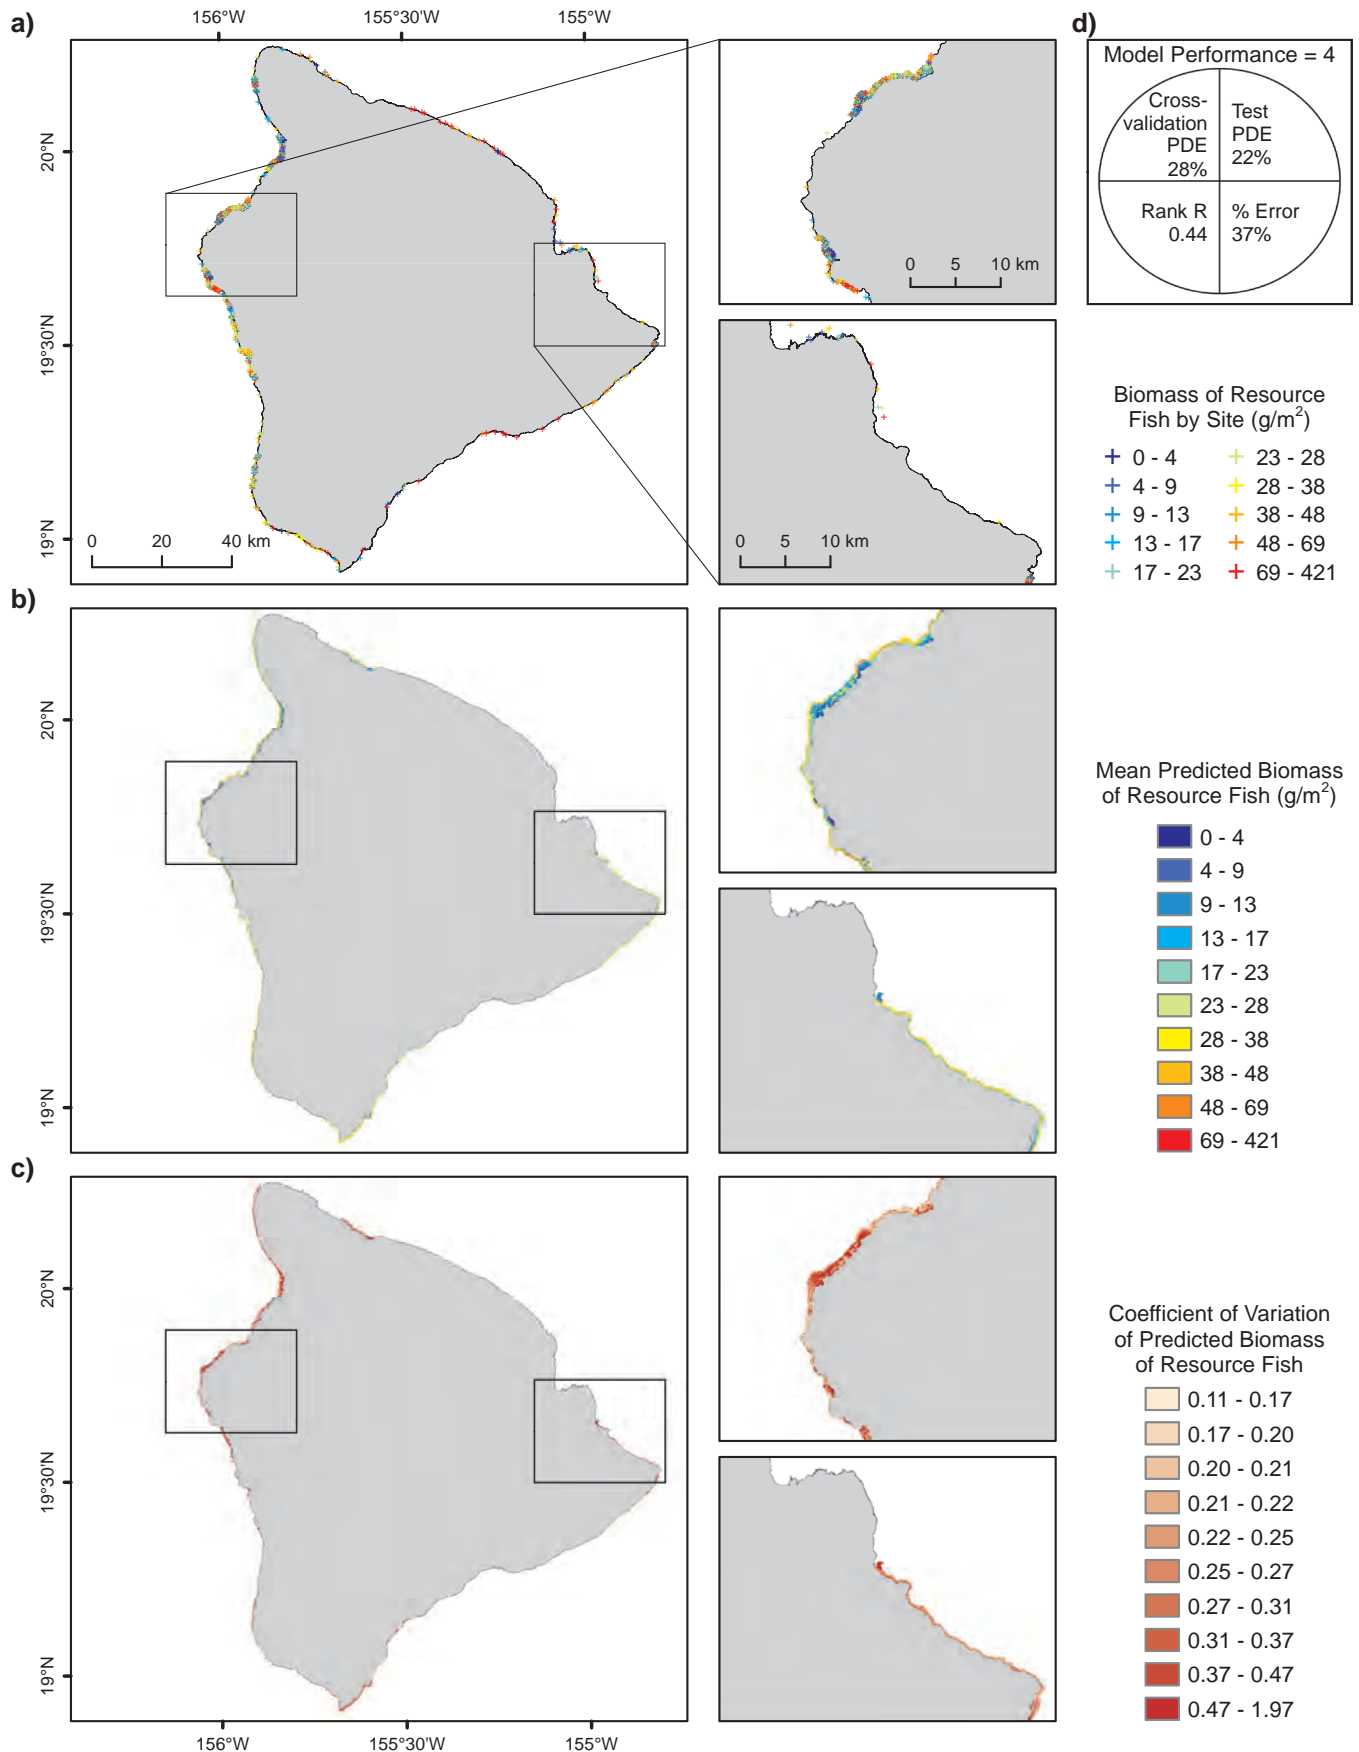 a)
156°W
155°30'W
155°W
20°N
19°30'N
19°N
0 20 40 km
0 5 10 km
0 5 10 km
d)
Model Performance = 4
Cross-
validation
PDE
28%
Test
PDE
22%
Rank R
0.44
% Error
37%
Biomass of Resource
Fish by Site (g/m²)
0 - 4
4 - 9
9 - 13
13 - 17
17 - 23
23 - 28
28 - 38
38 - 48
48 - 69
69 - 421
b)
20°N
19°30'N
19°N
Mean Predicted Biomass
of Resource Fish (g/m²)
0 - 4
4 - 9
9 - 13
13 - 17
17 - 23
23 - 28
28 - 38
38 - 48
48 - 69
69 - 421
c)
20°N
19°30'N
19°N
156°W
155°30'W
155°W
Coefficient of Variation
of Predicted Biomass
of Resource Fish
0.11 - 0.17
0.17 - 0.20
0.20 - 0.21
0.21 - 0.22
0.22 - 0.25
0.25 - 0.27
0.27 - 0.31
0.31 - 0.37
0.37 - 0.47
0.47 - 1.97